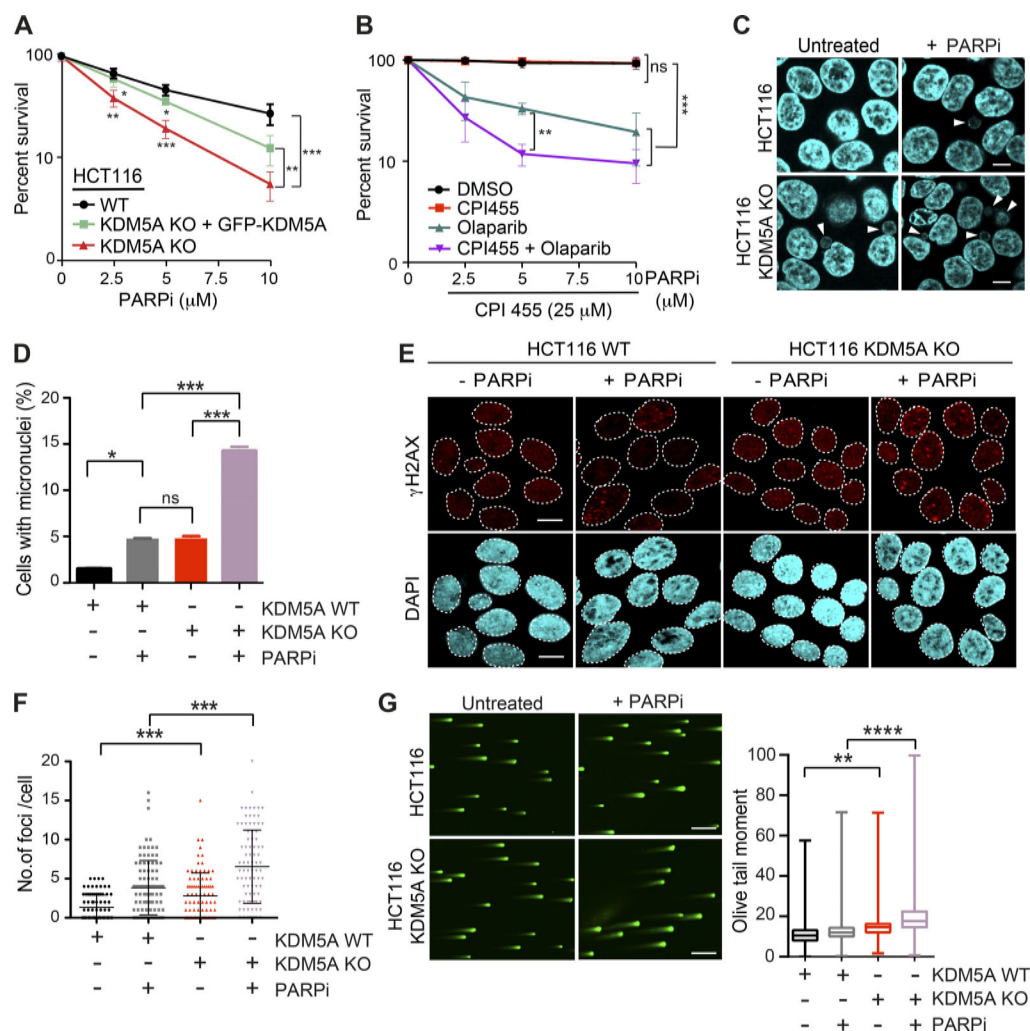 A
Percent survival
100
10
0
0
2.5
5
10
PARPi (μM)
*
**
*
***
**
***
HCT116
WT
KDM5A KO + GFP-KDM5A
KDM5A KO
B
Percent survival
100
10
0
0
2.5
5
10
PARPi
(μM)
CPI 455 (25 μM)
ns
***
**
DMSO
CPI455
Olaparib
CPI455 + Olaparib
C
Untreated
+ PARPi
HCT116
HCT116
KDM5A KO
D
Cells with micronuclei (%)
20
15
10
5
0
*
ns
***
***
+ + - - KDM5A WT
- - + + KDM5A KO
- + - + PARPi
E
HCT116 WT
HCT116 KDM5A KO
- PARPi
+ PARPi
- PARPi
+ PARPi
γH2AX
DAPI
F
No.of foci /cell
20
15
10
5
0
***
***
+ + - - KDM5A WT
- - + + KDM5A KO
- + - + PARPi
G
Untreated
+ PARPi
HCT116
HCT116
KDM5A KO
Olive tail moment
100
80
60
40
20
0
**
****
+ + - - KDM5A WT
- - + + KDM5A KO
- + - + PARPi